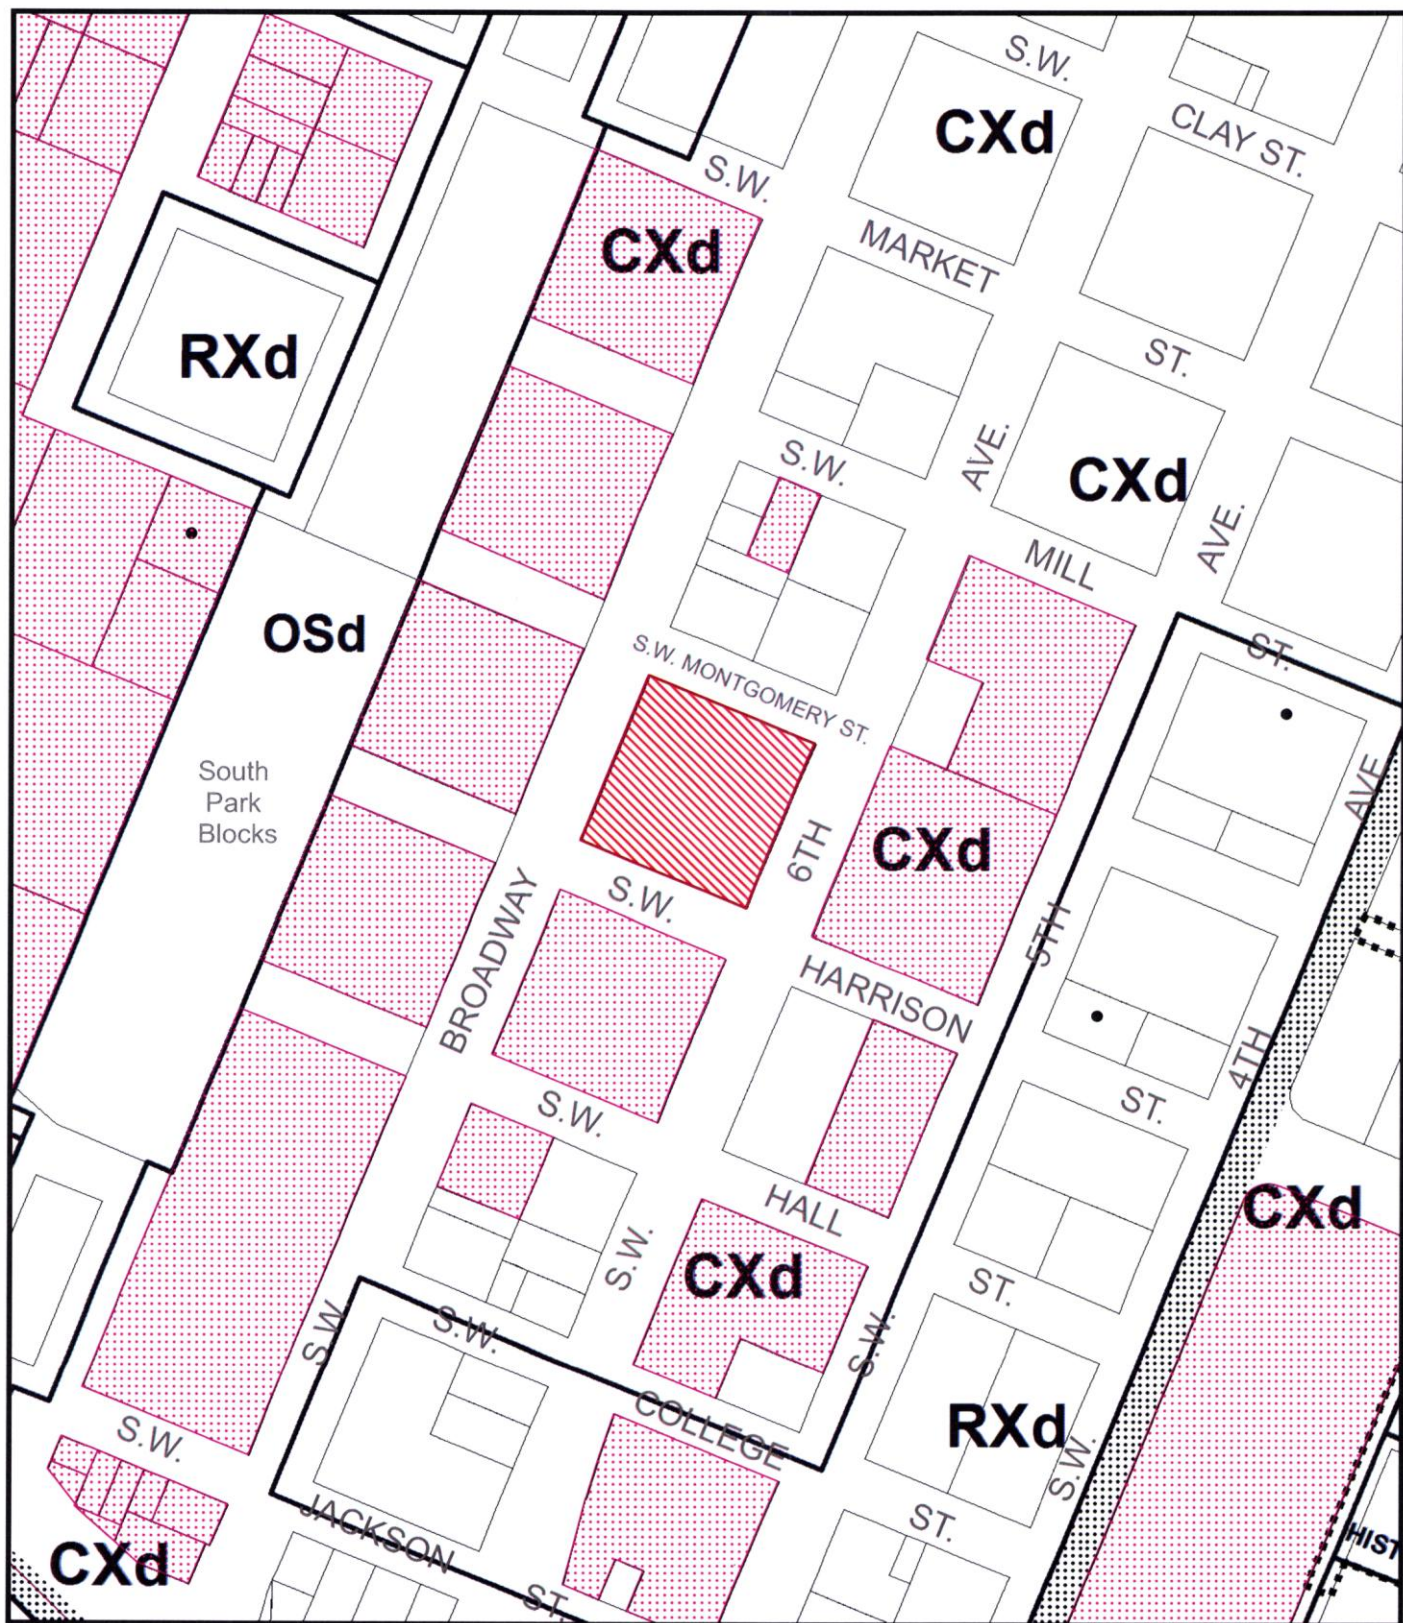 S.W.
CLAY ST.
CXd
S.W.
MARKET
ST.
CXd
RXd
S.W.
AVE.
CXd
AVE.
MILL
ST.
OSd
S.W. MONTGOMERY ST.
South
Park
Blocks
AVE.
6TH
CXd
BROADWAY
S.W.
5TH
HARRISON
4TH
ST.
S.W.
HALL
CXd
S.W.
CXd
ST.
S.W.
S.W.
S.W.
COLLEGE
RXd
S.W.
S.W.
ST.
JACKSON
HIST
CXd
ST.